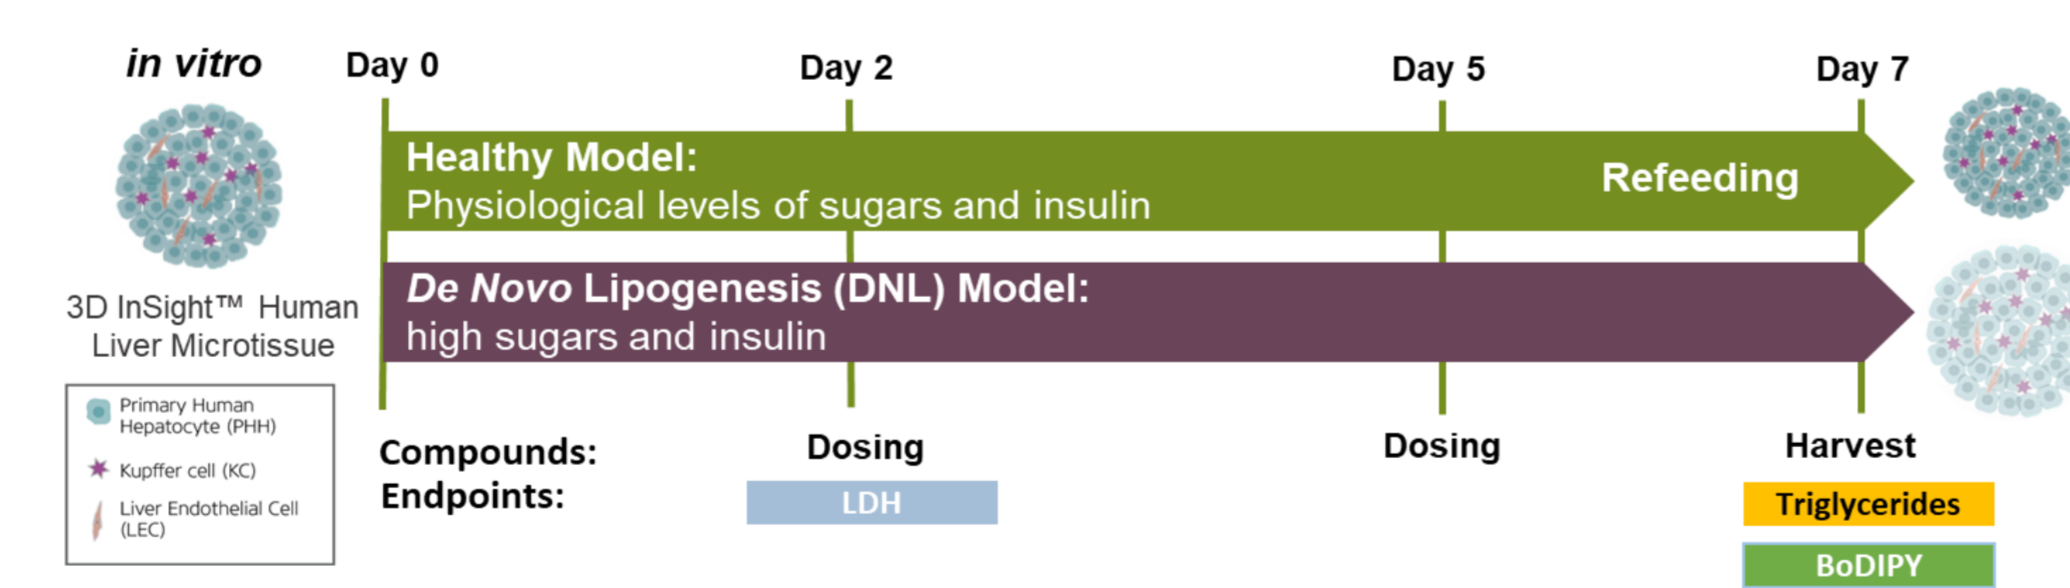 in vitro
Day 0
Day 2
Day 5
Day 7
Healthy Model:
Physiological levels of sugars and insulin
Refeeding
De Novo Lipogenesis (DNL) Model:
high sugars and insulin
3D InSight™ Human
Liver Microtissue
Primary Human
Hepatocyte (PHH)
Kupffer cell (KC)
Liver Endothelial Cell
(LEC)
Compounds:
Dosing
Dosing
Harvest
Endpoints:
LDH
Triglycerides
BoDIPY